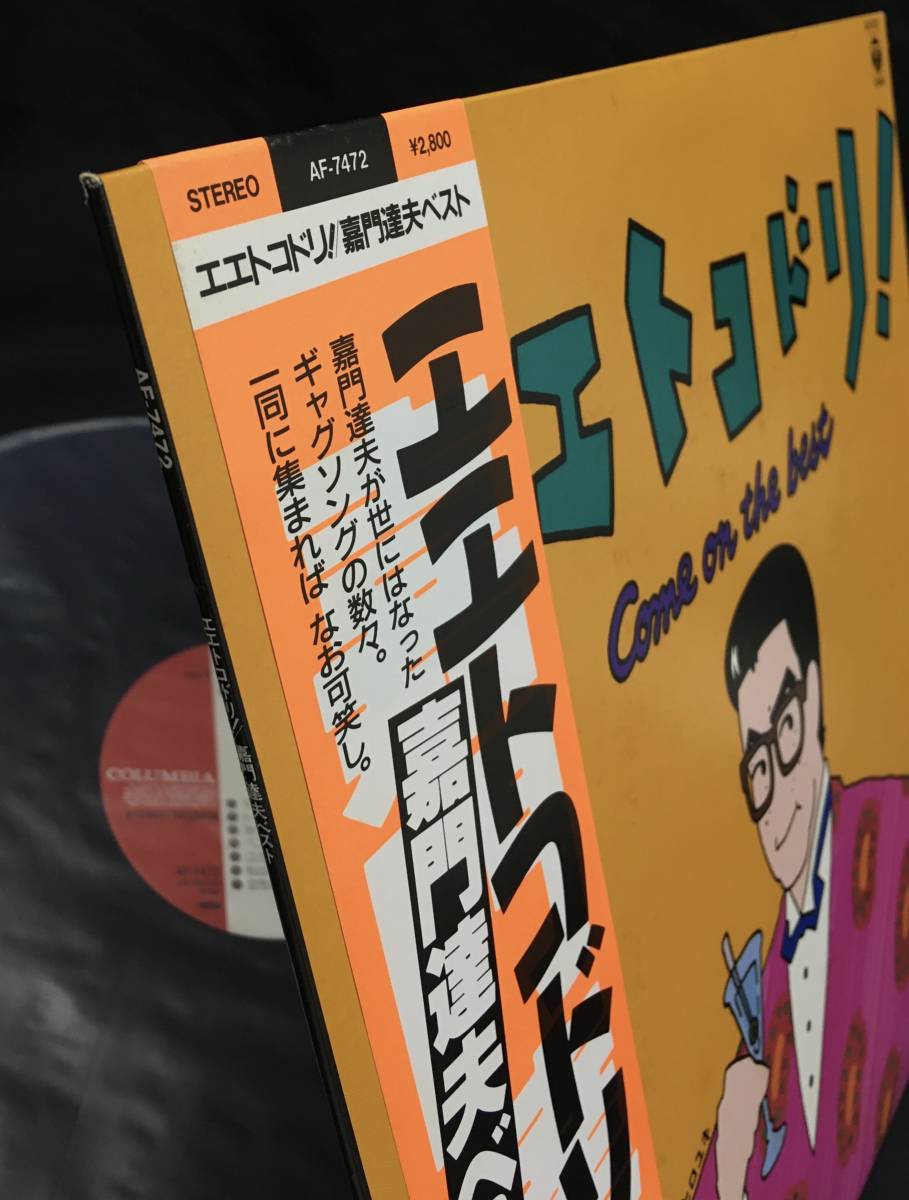 STEREO
AF-7472
¥2,800
エエトコドリ!/嘉門達夫ベスト
嘉門達夫が世にはなった
ギャグソングの数々。
一同に集まれば なお可笑し。
エエトコドリ
嘉門達夫ベ
エトコドリ!
Come on the best
AF-7472
エエトコドリ!/嘉門達夫ベスト
COLUMBIA